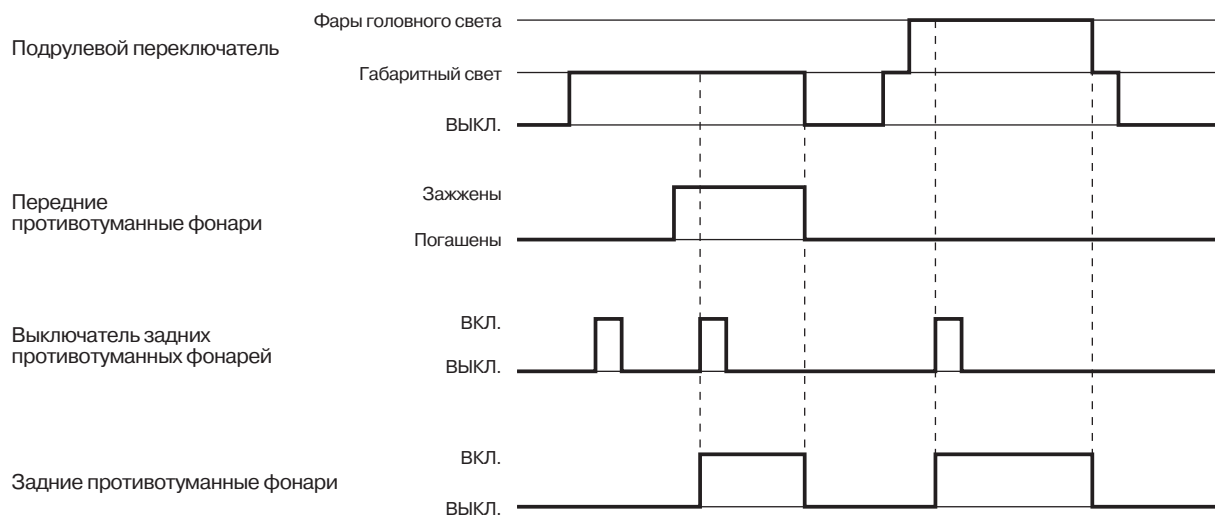 Фары головного света
Подрулевой переключатель
Габаритный свет
ВЫКЛ.
Передние
противотуманные фонари
Зажжены
Погашены
Выключатель задних
противотуманных фонарей
ВКЛ.
ВЫКЛ.
Задние противотуманные фонари
ВКЛ.
ВЫКЛ.